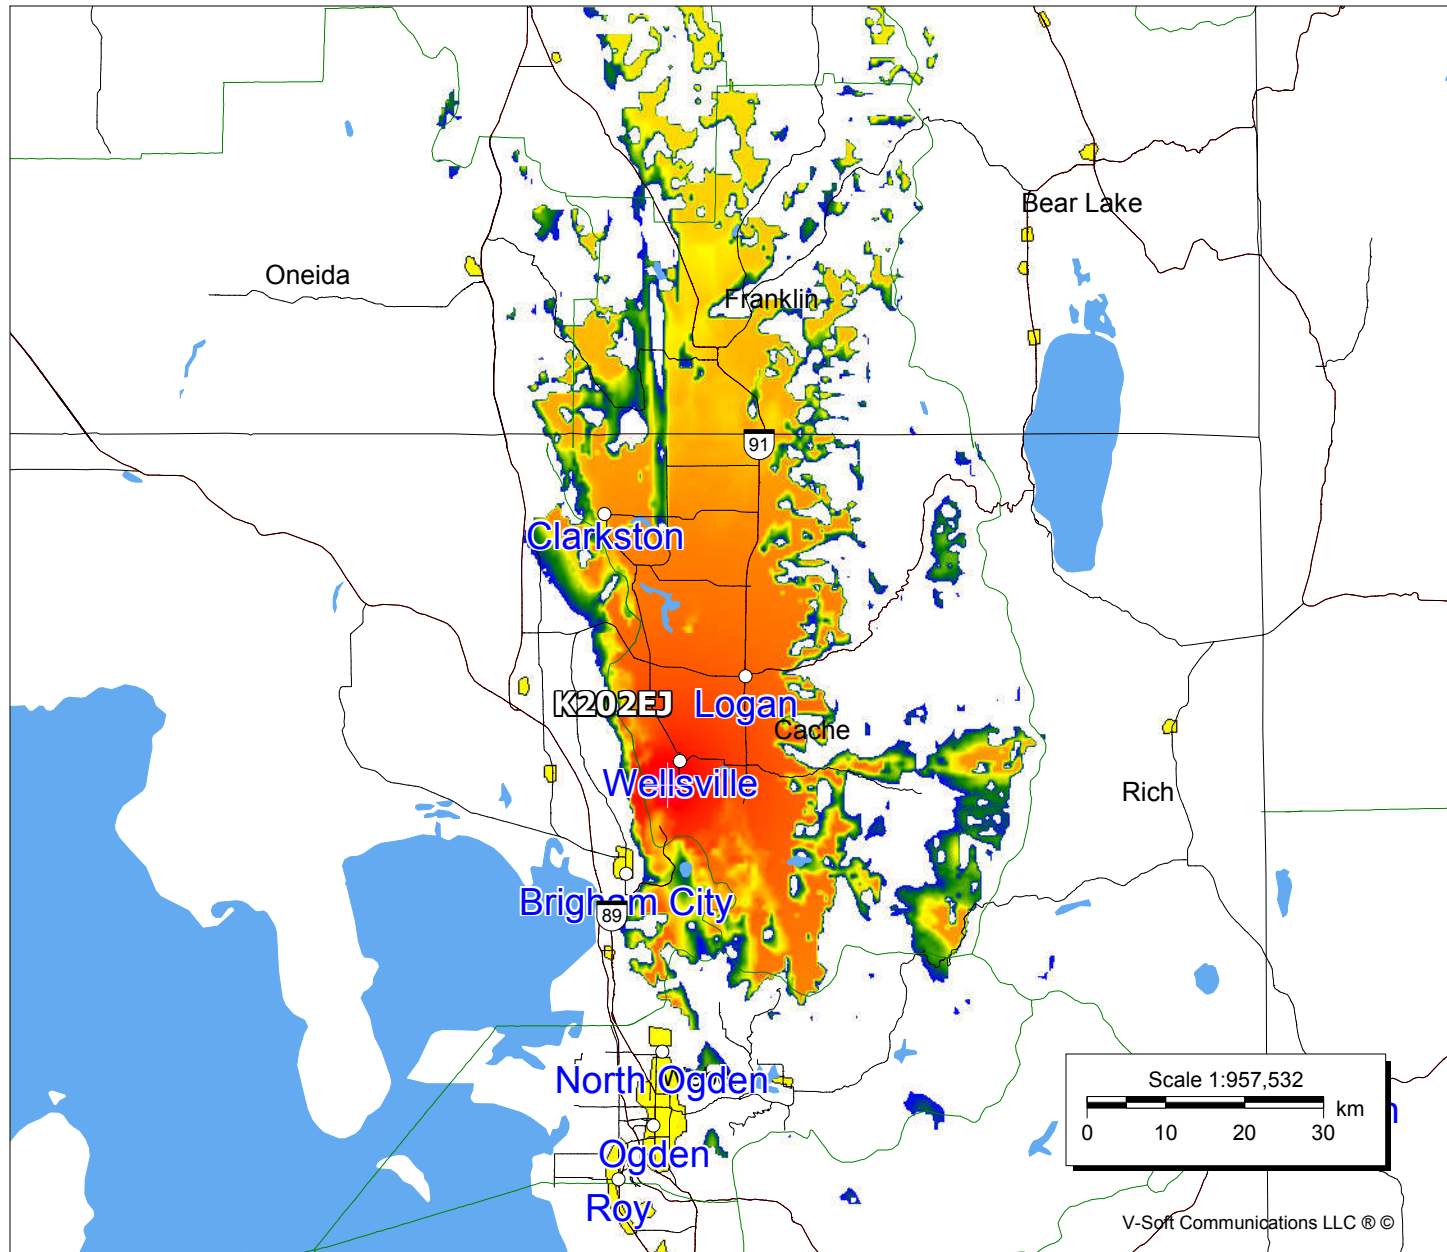 Bear Lake
Oneida
Franklin
91
Clarkston
K202EJ
Logan
Cache
Wellsville
Rich
Brigham City
89
North Ogden
Scale 1:957,532
km
0 10 20 30
Ogden
Roy
V-Soft Communications LLC ® ©